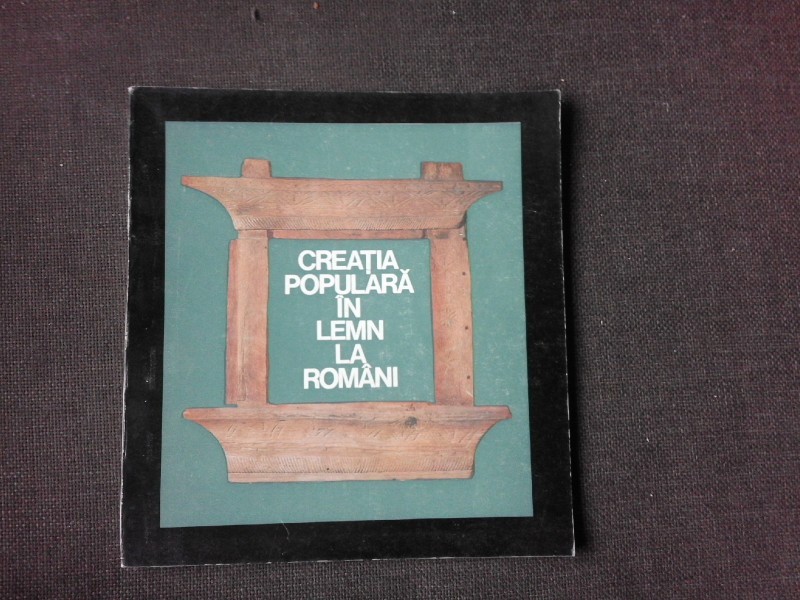 CREAȚIA
POPULARĂ
ÎN
LEMN
LA
ROMÂNI